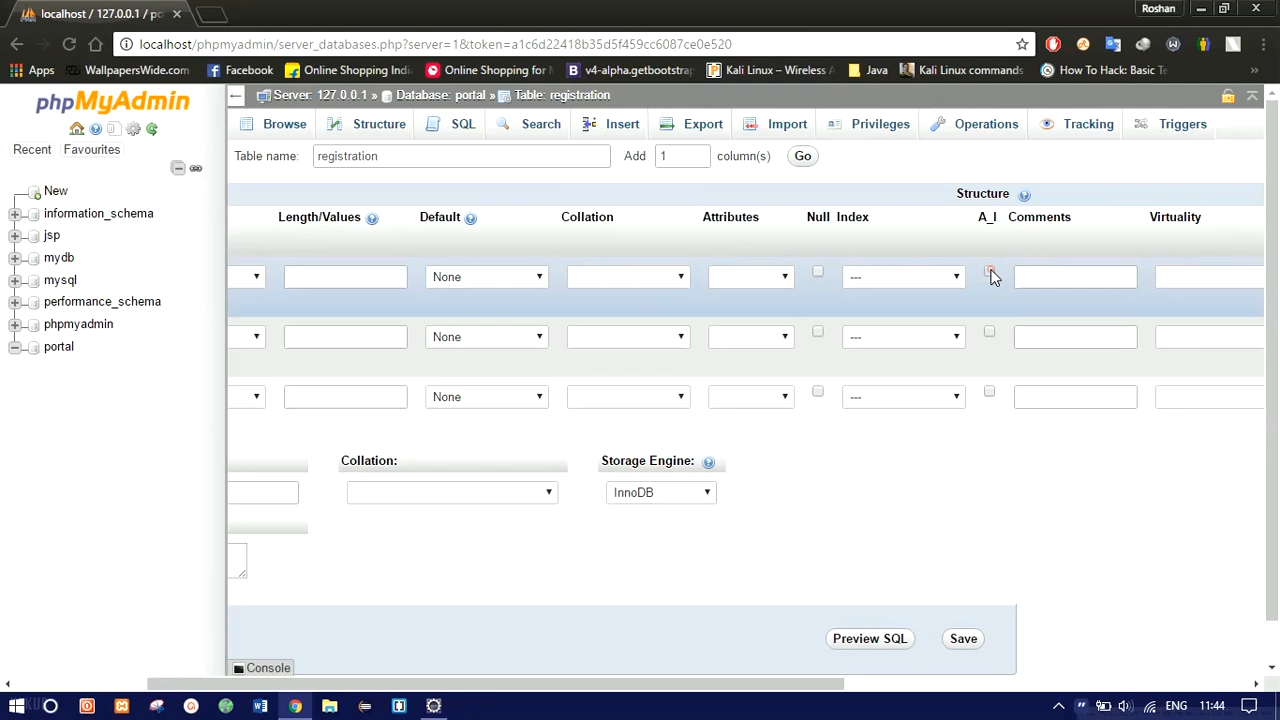 Roshan
localhost / 127.0.0.1 / po
localhost/phpmyadmin/server_databases.php?server=1&token=a1c6d22418b35d5f459cc6087ce0e520
Apps WallpapersWide.com Facebook Online Shopping Indi Online Shopping for v4-alpha.getbootstrap Kali Linux – Wireless A Java Kali Linux commands How To Hack: Basic Te »
phpMyAdmin
Recent Favourites
New
information_schema
jsp
mydb
mysql
performance_schema
phpmyadmin
portal
Server: 127.0.0.1 » Database: portal » Table: registration
Browse Structure SQL Search Insert Export Import Privileges Operations Tracking Triggers
Table name: registration Add 1 column(s) Go
Structure
Length/Values Default Collation Attributes Null Index A_I Comments Virtuality
None ---
None ---
None ---
Collation: Storage Engine:
InnoDB
Preview SQL Save
Console
ENG 11:44